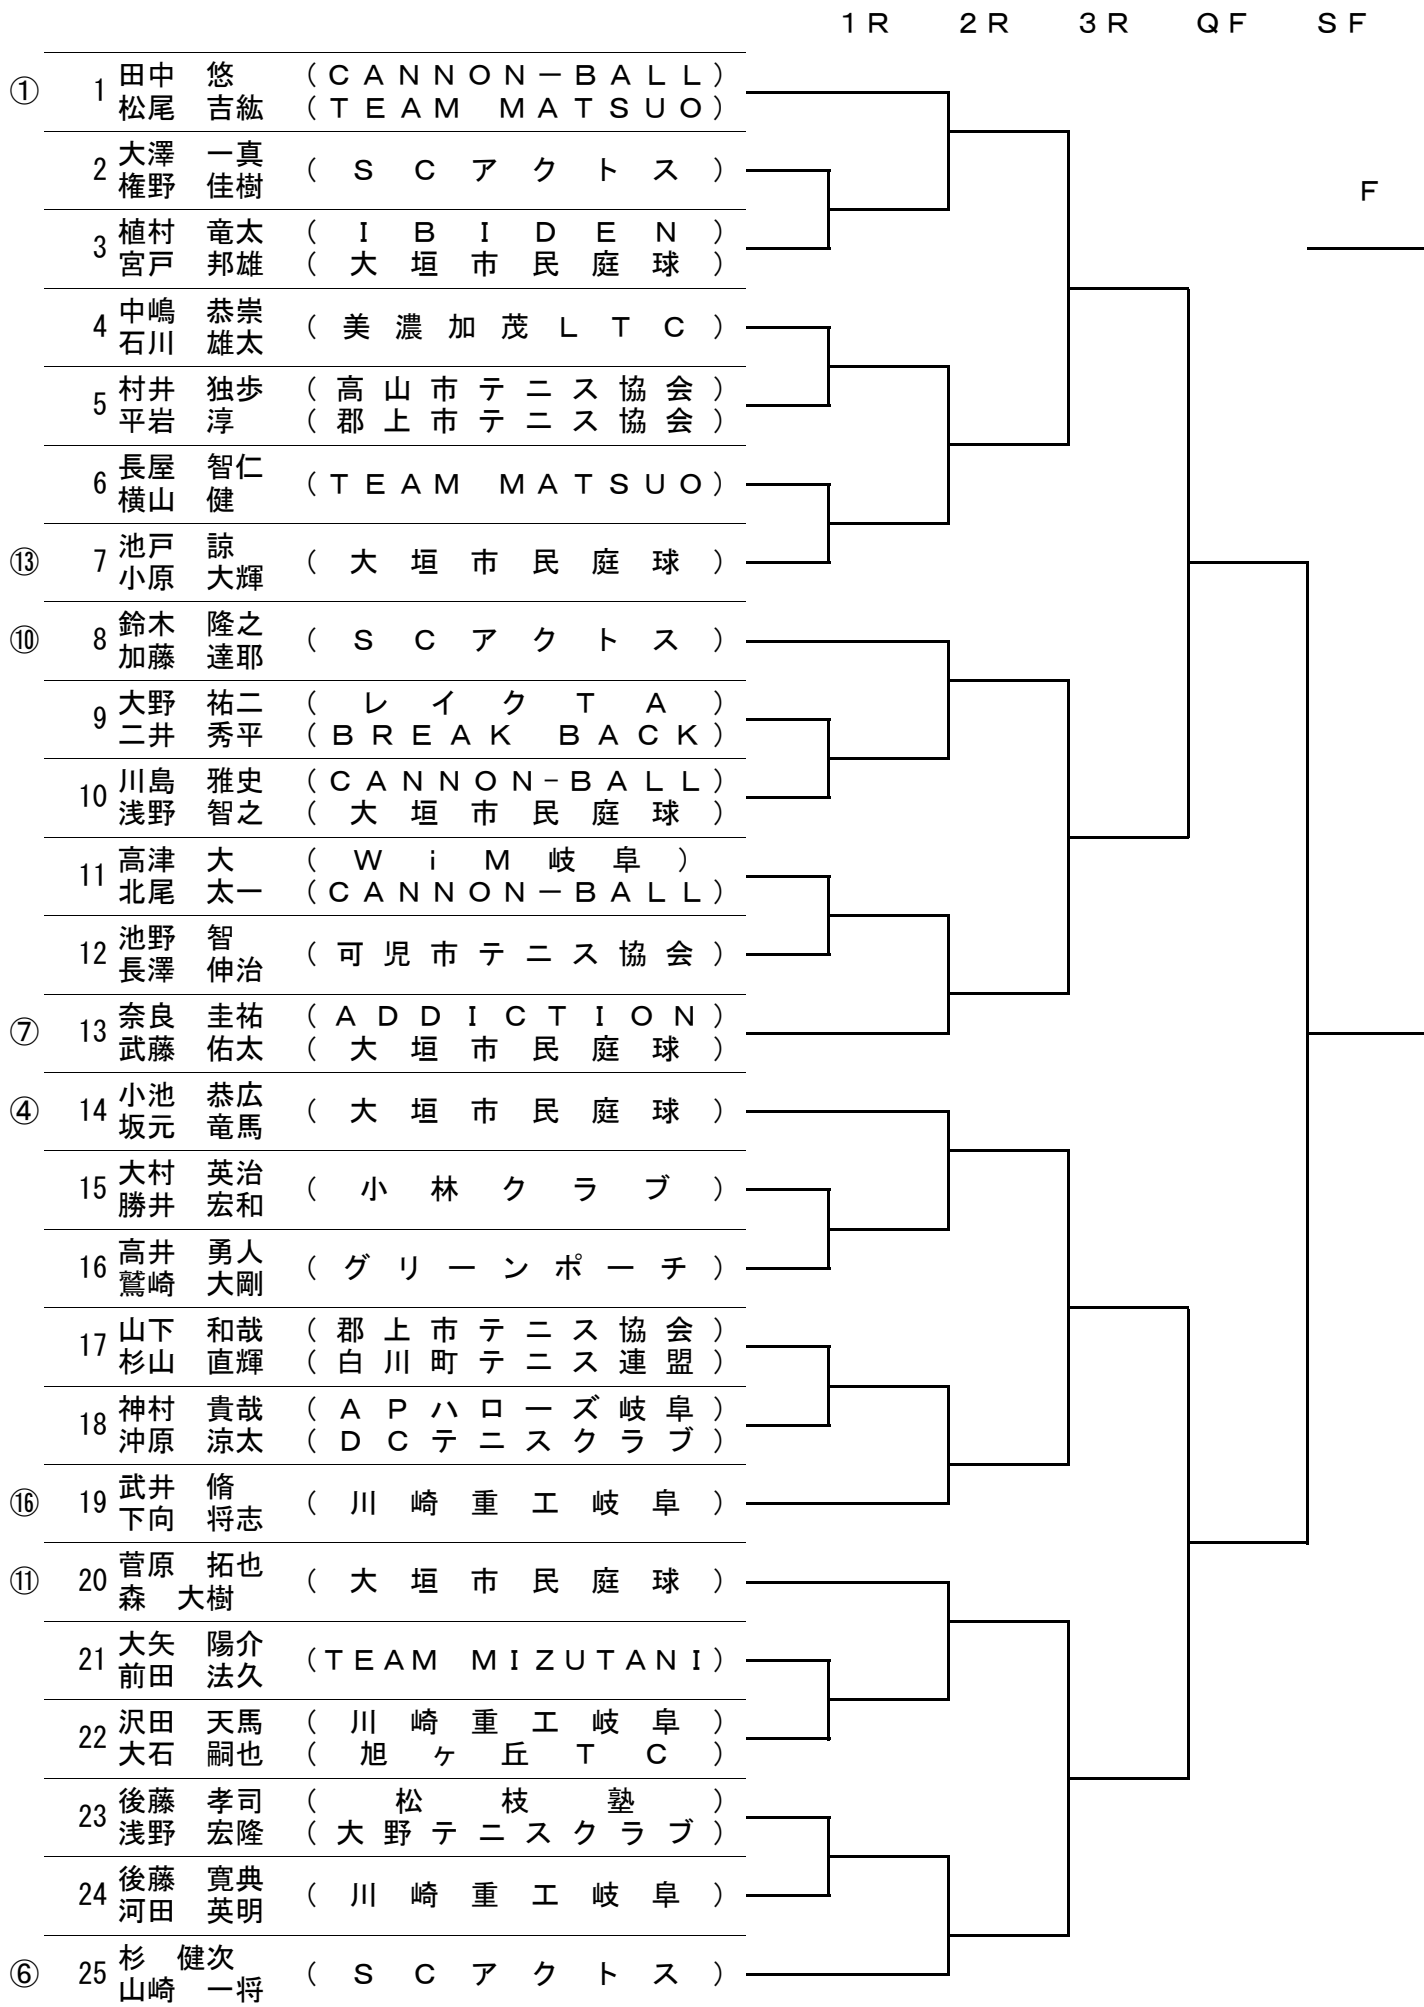 1R 2R 3R QF SF
F
① 1 田中 悠 (CANNON－BALL)
松尾 吉紘 (TEAM MATSUO)
2 大澤 一真 (SCアクトス)
権野 佳樹
3 植村 竜太 (IBIDEN)
宮戸 邦雄 (大垣市民庭球)
4 中嶋 恭崇 (美濃加茂LTC)
石川 雄太
5 村井 独歩 (高山市テニス協会)
平岩 淳 (郡上市テニス協会)
6 長屋 智仁 (TEAM MATSUO)
横山 健
⑬ 7 池戸 諒 (大垣市民庭球)
小原 大輝
⑩ 8 鈴木 隆之 (SCアクトス)
加藤 達耶
9 大野 祐二 (レイクTA)
二井 秀平 (BREAK BACK)
10 川島 雅史 (CANNON-BALL)
浅野 智之 (大垣市民庭球)
11 高津 大 (WiM岐阜)
北尾 太一 (CANNON－BALL)
12 池野 智 (可児市テニス協会)
長澤 伸治
⑦ 13 奈良 圭祐 (ADDICTION)
武藤 佑太 (大垣市民庭球)
④ 14 小池 恭広 (大垣市民庭球)
坂元 竜馬
15 大村 英治 (小林クラブ)
勝井 宏和
16 高井 勇人 (グリーンポーチ)
鷲崎 大剛
17 山下 和哉 (郡上市テニス協会)
杉山 直輝 (白川町テニス連盟)
18 神村 貴哉 (APハローズ岐阜)
沖原 涼太 (DCテニスクラブ)
⑯ 19 武井 脩 (川崎重工岐阜)
下向 将志
⑪ 20 菅原 拓也 (大垣市民庭球)
森 大樹
21 大矢 陽介 (TEAM MIZUTANI)
前田 法久
22 沢田 天馬 (川崎重工岐阜)
大石 嗣也 (旭ヶ丘TC)
23 後藤 孝司 (松枝塾)
浅野 宏隆 (大野テニスクラブ)
24 後藤 寛典 (川崎重工岐阜)
河田 英明
⑥ 25 杉 健次 (SCアクトス)
山崎 一将